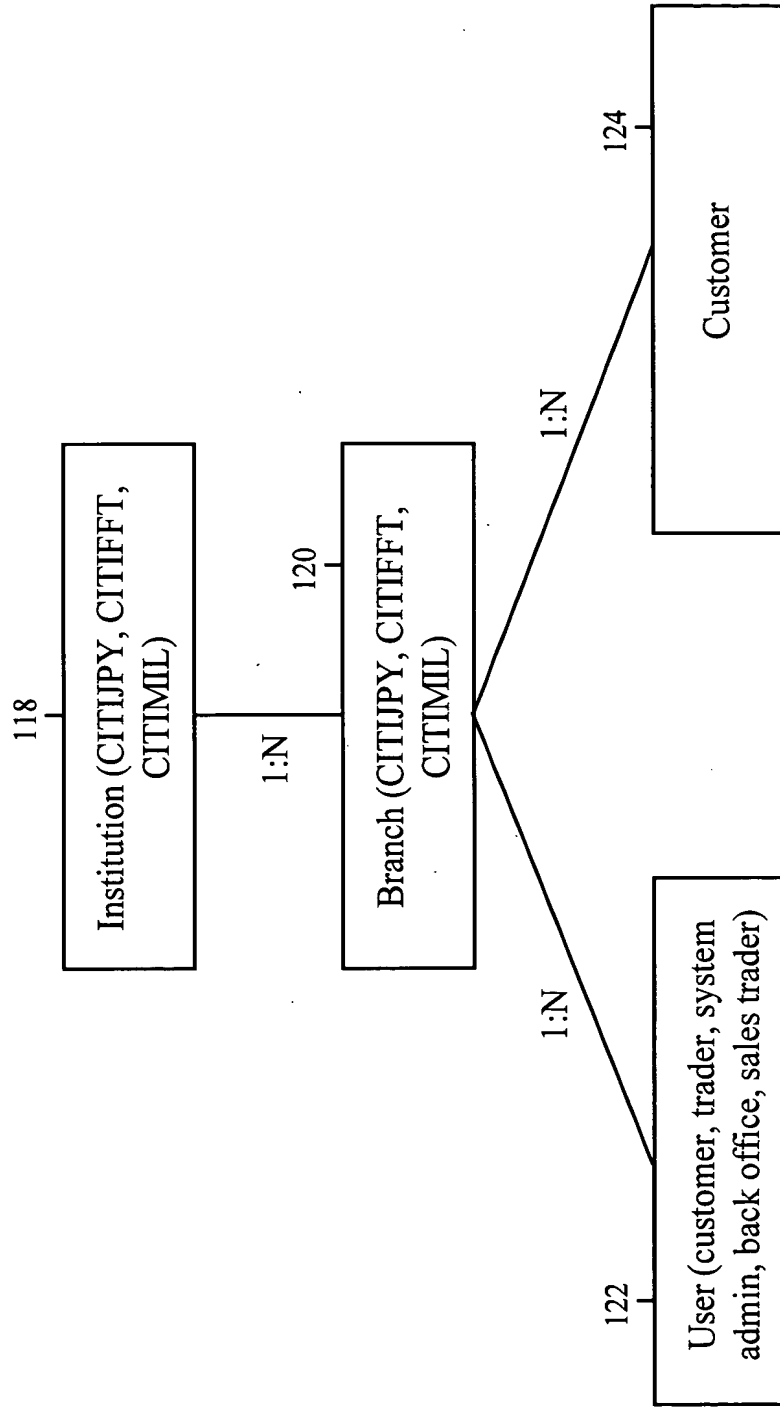 118
Institution (CITIJPY, CITIFFT,
CITIMIL)
1:N
120
Branch (CITIJPY, CITIFFT,
CITIMIL)
1:N
1:N
122
User (customer, trader, system
admin, back office, sales trader)
124
Customer